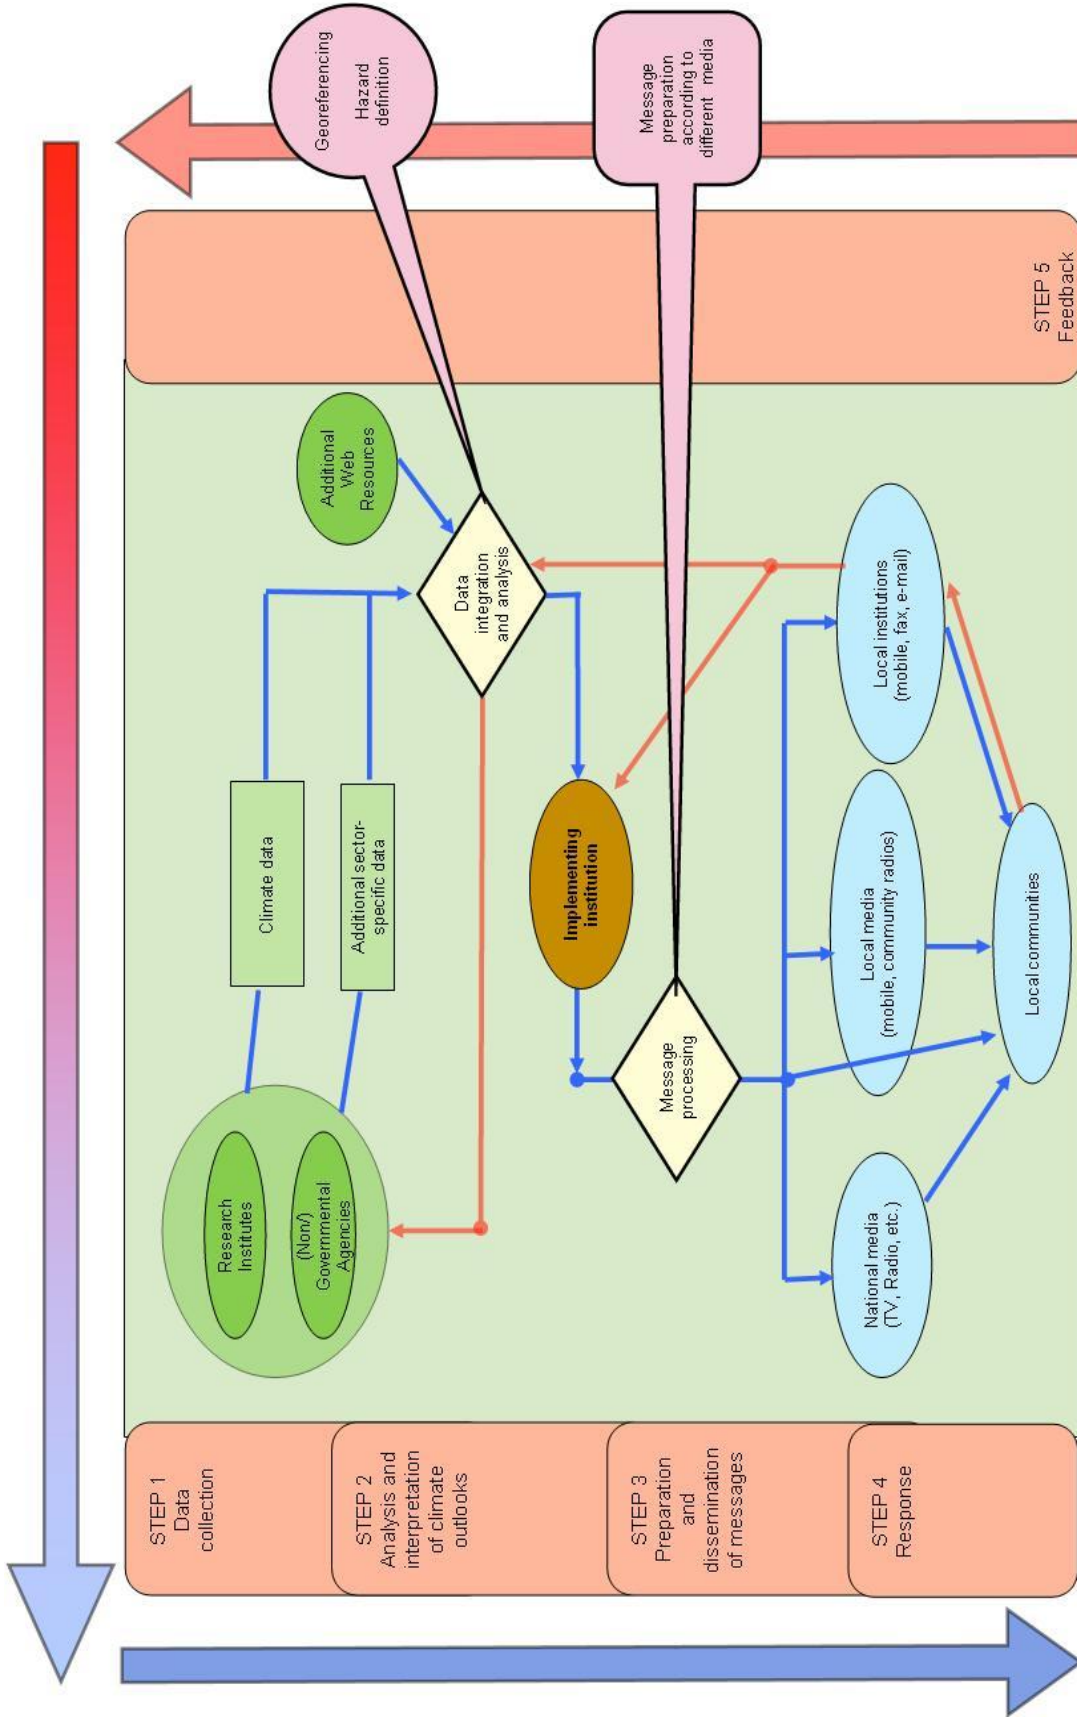 STEP 1
Data
collection
STEP 2
Analysis and
interpretation
of climate
outlooks
STEP 3
Preparation
and
dissemination
of messages
STEP 4
Response
Research
Institutes
(Non/)
Governmental
Agencies
Climate data
Additional sector-
specific data
Additional
Web
Resources
Data
integration
and analysis
Implementing
institution
Message
processing
National media
(TV, Radio, etc.)
Local media
(mobile, community radios)
Local institutions
(mobile, fax, e-mail)
Local communities
STEP 5
Feedback
Georeferencing
Hazard
definition
Message
preparation
according to
different media